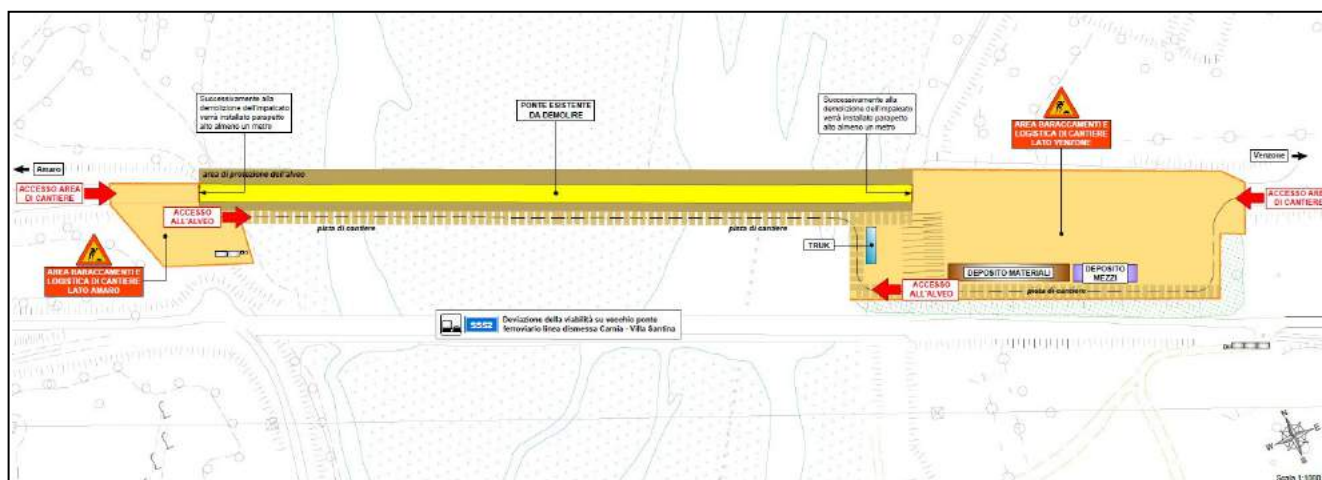 Successivamente alla
demolizione dell'impalcato
verrà installato parapetto
alto almeno un metro
PONTE ESISTENTE
DA DEMOLIRE
Successivamente alla
demolizione dell'impalcato
verrà installato parapetto
alto almeno un metro
AREA BARACCAMENTI E
LOGISTICA DI CANTIERE
LATO VENZONE
Amaro
Venzone
area di protezione dell'alveo
ACCESSO AREA
DI CANTIERE
ACCESSO AREA
DI CANTIERE
ACCESSO
ALL'ALVEO
pista di cantiere
pista di cantiere
TRUK
AREA BARACCAMENTI E
LOGISTICA DI CANTIERE
LATO AMARO
DEPOSITO MATERIALI
DEPOSITO
MEZZI
ACCESSO
ALL'ALVEO
pista di cantiere
SS52
Deviazione della viabilità su vecchio ponte
ferroviario linea dismessa Carnia - Villa Santina
N
W
E
S
Scala 1:1000